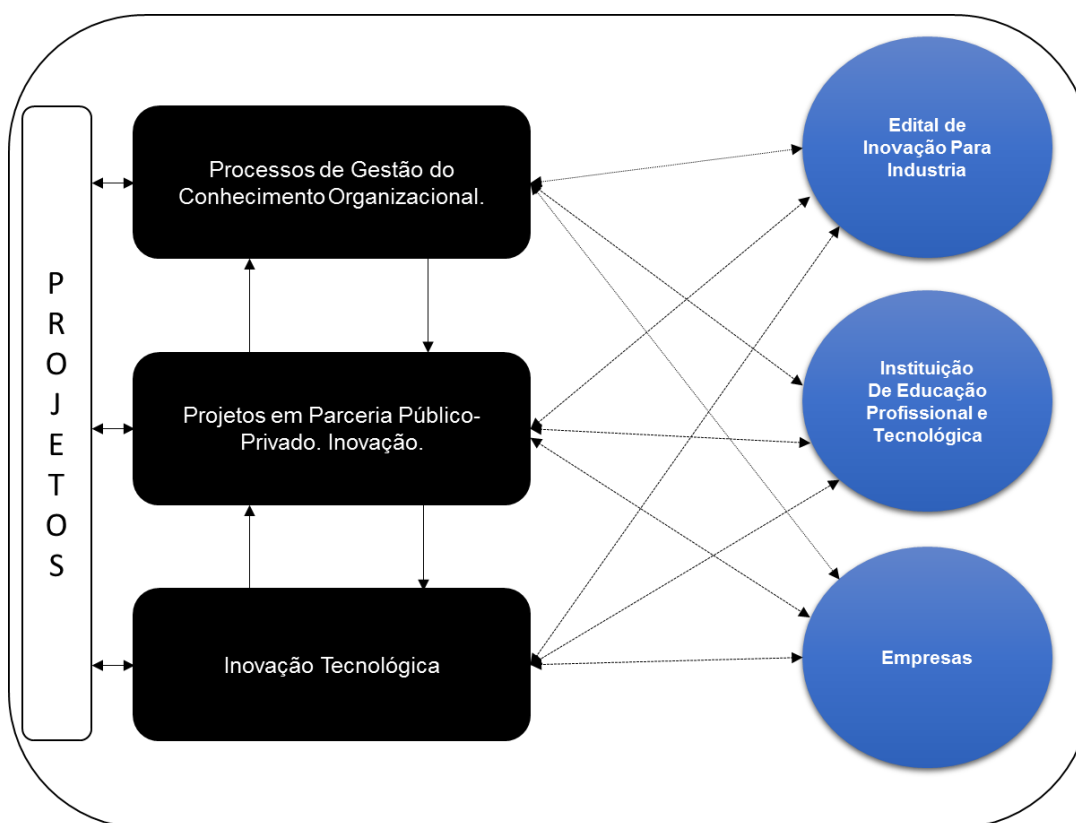 PROJETOS
Processos de Gestão do
Conhecimento Organizacional.
Projetos em Parceria Público-
Privado. Inovação.
Inovação Tecnológica
Edital de
Inovação Para
Industria
Instituição
De Educação
Profissional e
Tecnológica
Empresas